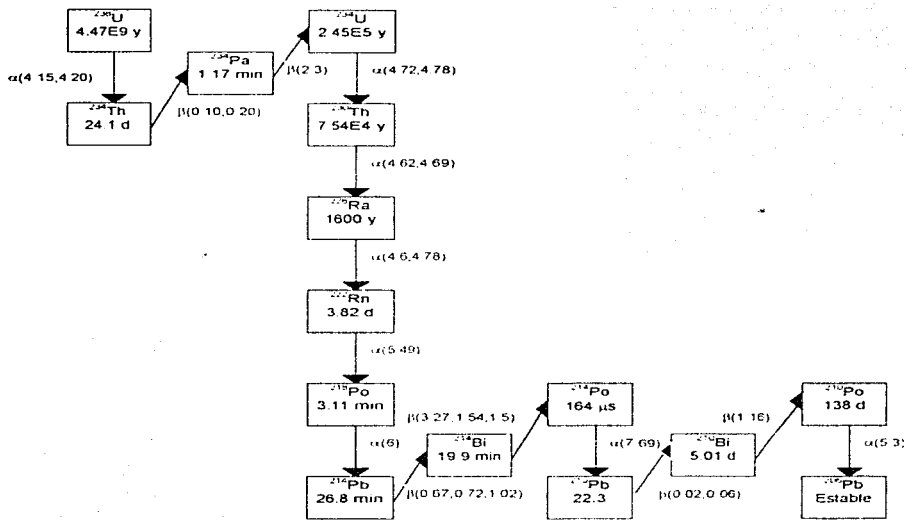 ²³⁸U
4.47E9 y
²³⁴U
2.45E5 y
²³⁴Pa
1.17 min
α(4.15,4.20)
β(2.3)
α(4.72,4.78)
²³⁴Th
24.1 d
β(0.10,0.20)
²³⁰Th
7.54E4 y
α(4.62,4.69)
²²⁶Ra
1600 y
α(4.6,4.78)
²²²Rn
3.82 d
α(5.49)
²¹⁸Po
3.11 min
α(6)
β(3.27,1.54,1.5)
²¹⁴Po
164 µs
²¹⁰Po
138 d
β(1.16)
²¹⁴Bi
19.9 min
α(7.69)
²¹⁰Bi
5.01 d
α(5.3)
²¹⁴Pb
26.8 min
β(0.67,0.72,1.02)
²¹⁰Pb
22.3
β(0.02,0.06)
²⁰⁶Pb
Estable